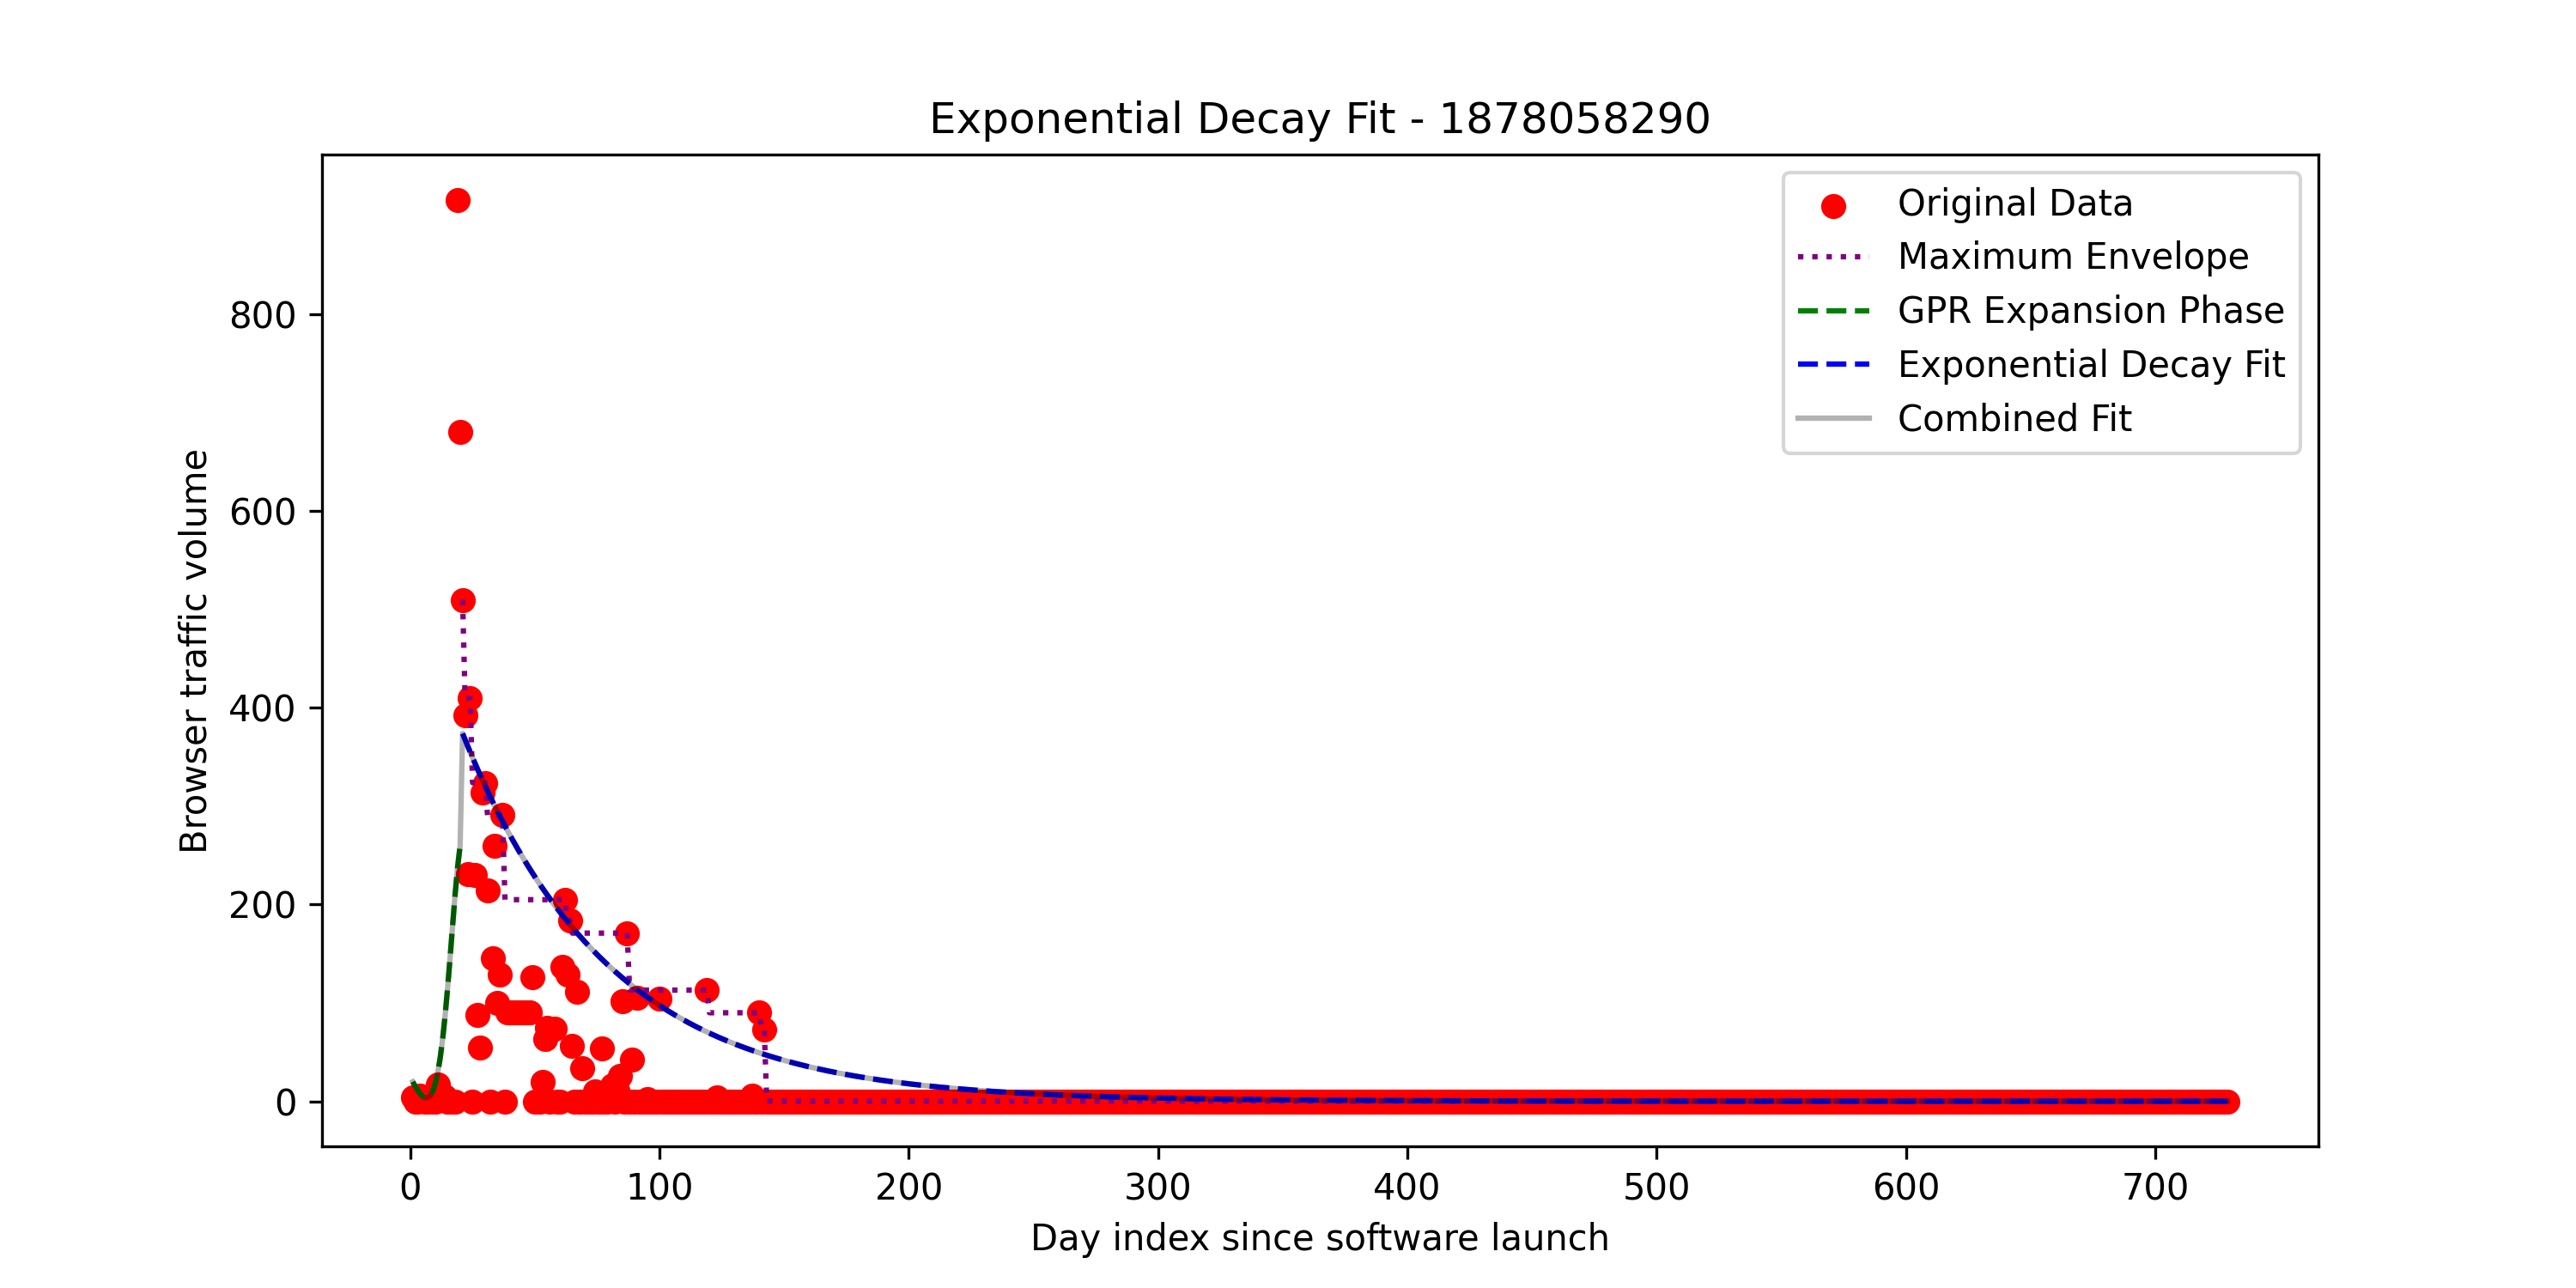 Exponential Decay Fit - 1878058290
Original Data
Maximum Envelope
GPR Expansion Phase
Exponential Decay Fit
Combined Fit
Browser traffic volume
800
600
400
200
0
0 100 200 300 400 500 600 700
Day index since software launch